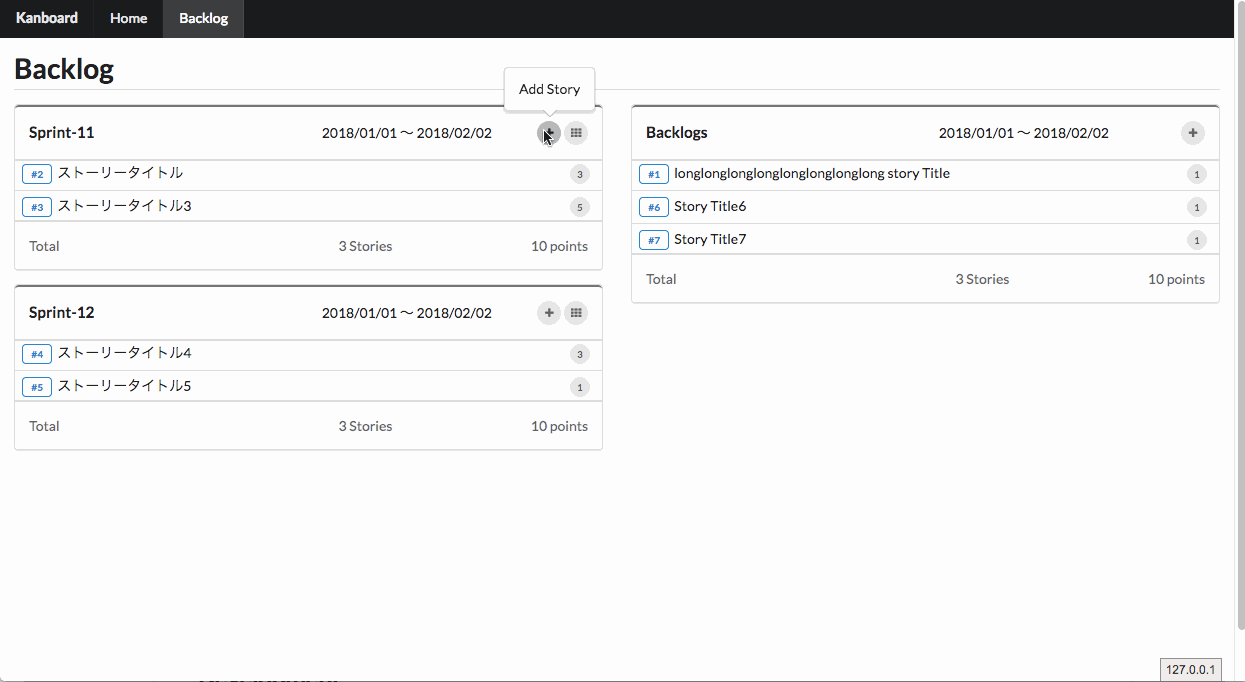 Kanboard Home Backlog
Backlog
Add Story
Sprint-11 2018/01/01 〜 2018/02/02
#2 ストーリータイトル 3
#3 ストーリータイトル3 5
Total 3 Stories 10 points
Sprint-12 2018/01/01 〜 2018/02/02
#4 ストーリータイトル4 3
#5 ストーリータイトル5 1
Total 3 Stories 10 points
Backlogs 2018/01/01 〜 2018/02/02
#1 longlonglonglonglonglonglonglong story Title 1
#6 Story Title6 1
#7 Story Title7 1
Total 3 Stories 10 points
127.0.0.1